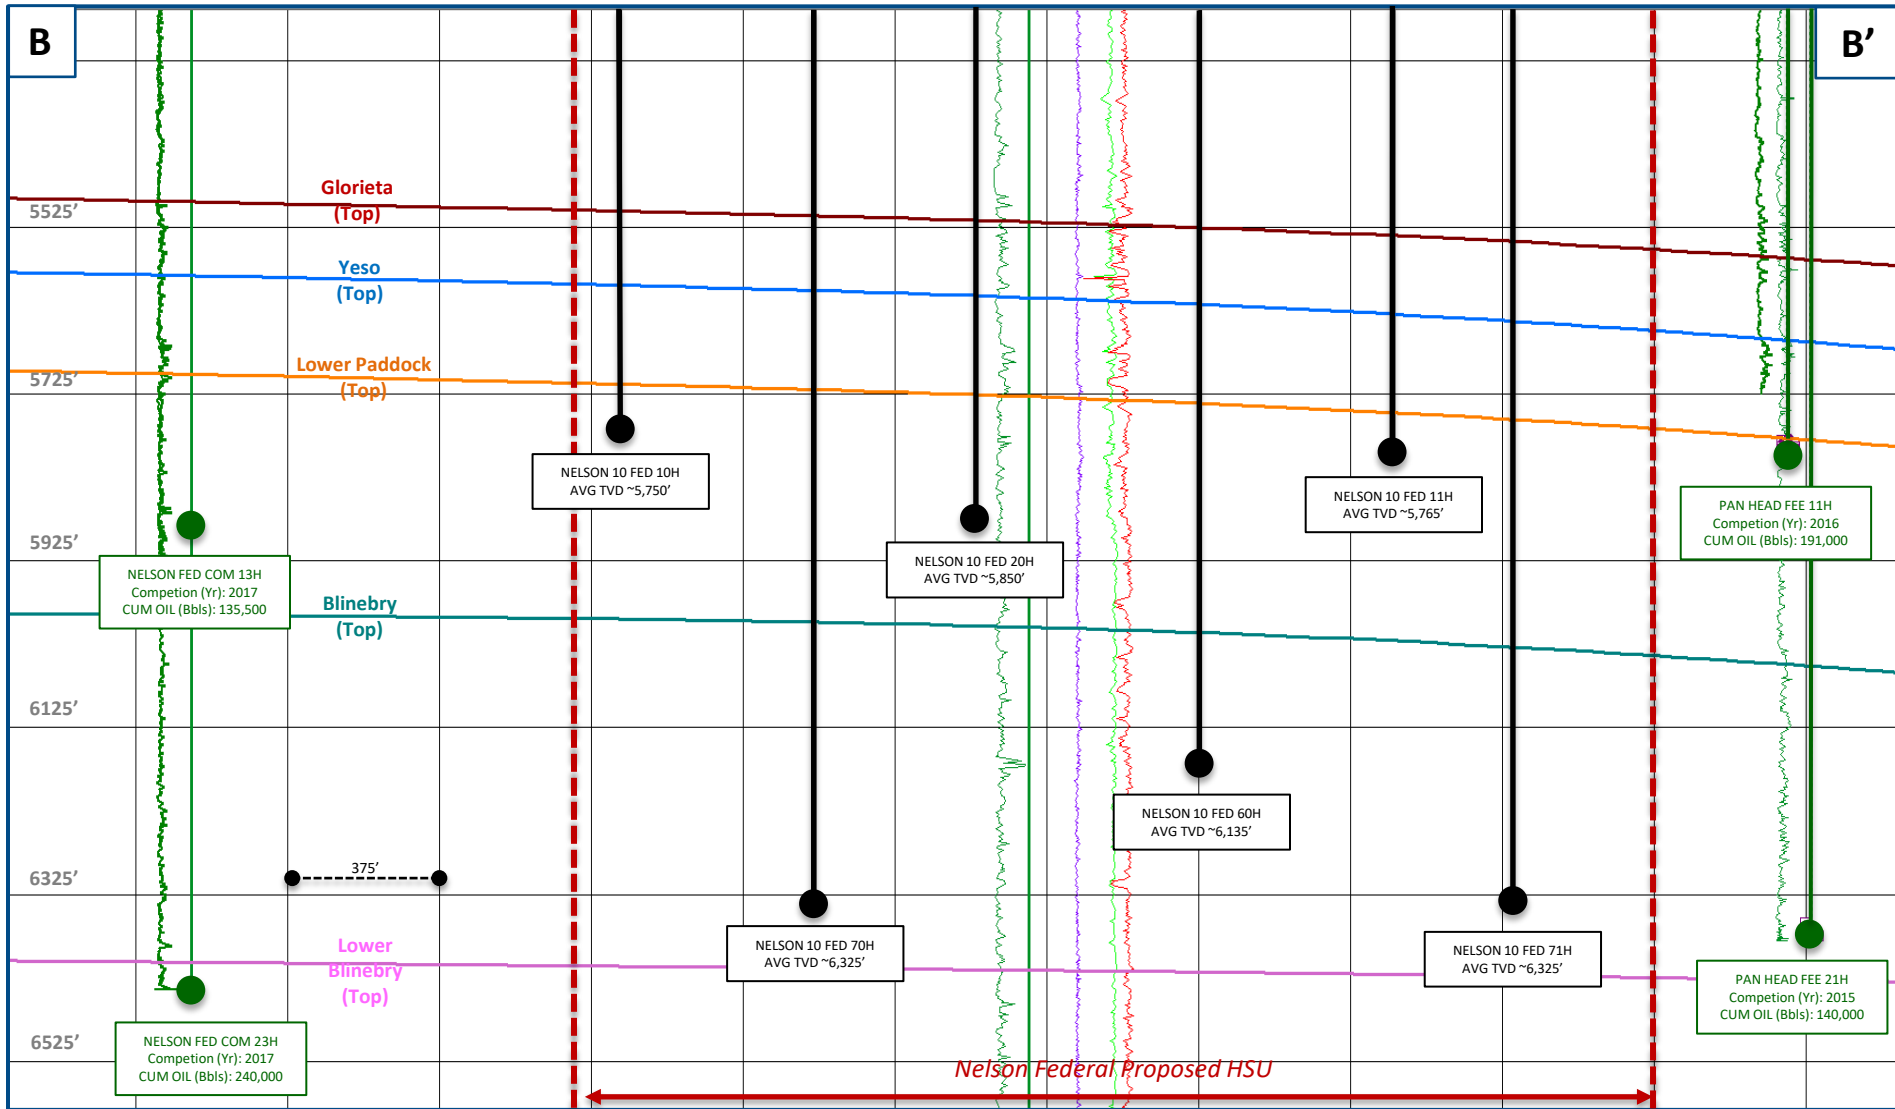 B
B’
Glorieta
(Top)
5525’
Yeso
(Top)
Lower Paddock
(Top)
5725’
NELSON 10 FED 10H
AVG TVD ~5,750’
NELSON 10 FED 11H
AVG TVD ~5,765’
PAN HEAD FEE 11H
Competion (Yr): 2016
CUM OIL (Bbls): 191,000
5925’
NELSON 10 FED 20H
AVG TVD ~5,850’
NELSON FED COM 13H
Competion (Yr): 2017
CUM OIL (Bbls): 135,500
Blinebry
(Top)
6125’
NELSON 10 FED 60H
AVG TVD ~6,135’
6325’
375’
Lower
Blinebry
(Top)
NELSON 10 FED 70H
AVG TVD ~6,325’
NELSON 10 FED 71H
AVG TVD ~6,325’
PAN HEAD FEE 21H
Competion (Yr): 2015
CUM OIL (Bbls): 140,000
6525’
NELSON FED COM 23H
Competion (Yr): 2017
CUM OIL (Bbls): 240,000
Nelson Federal Proposed HSU